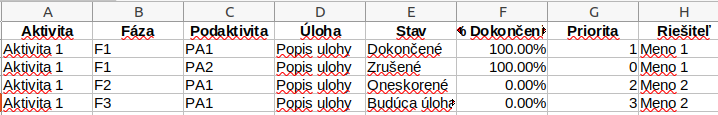 A B C D E F G H
Aktivita Fáza Podaktivita Úloha Stav Dokončen Priorita Riešiteľ
Aktivita 1 F1 PA1 Popis ulohy Dokončené 100.00% 1 Meno 1
Aktivita 1 F1 PA2 Popis ulohy Zrušené 100.00% 0 Meno 1
Aktivita 1 F2 PA1 Popis ulohy Oneskorené 0.00% 2 Meno 2
Aktivita 1 F3 PA1 Popis ulohy Budúca úloha 0.00% 3 Meno 2